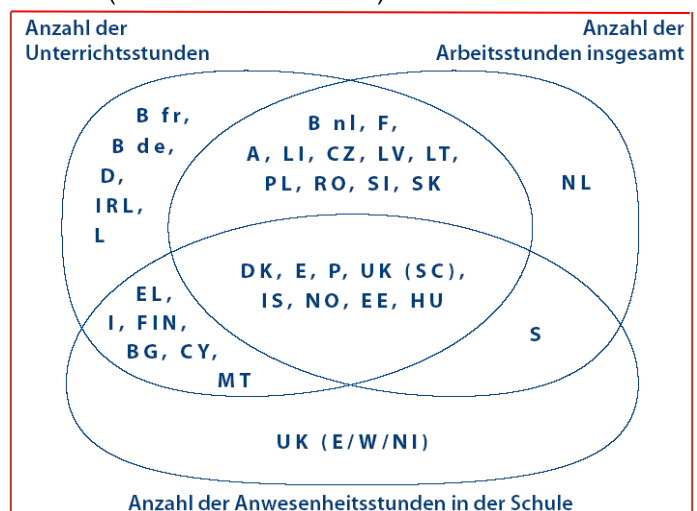 Anzahl der
Unterrichtsstunden
Anzahl der
Arbeitsstunden insgesamt
B fr,
B de,
D,
IRL,
L
B nl, F,
A, LI, CZ, LV, LT,
PL, RO, SI, SK
NL
DK, E, P, UK (SC),
IS, NO, EE, HU
EL,
I, FIN,
BG, CY,
MT
S
UK (E/W/NI)
Anzahl der Anwesenheitsstunden in der Schule